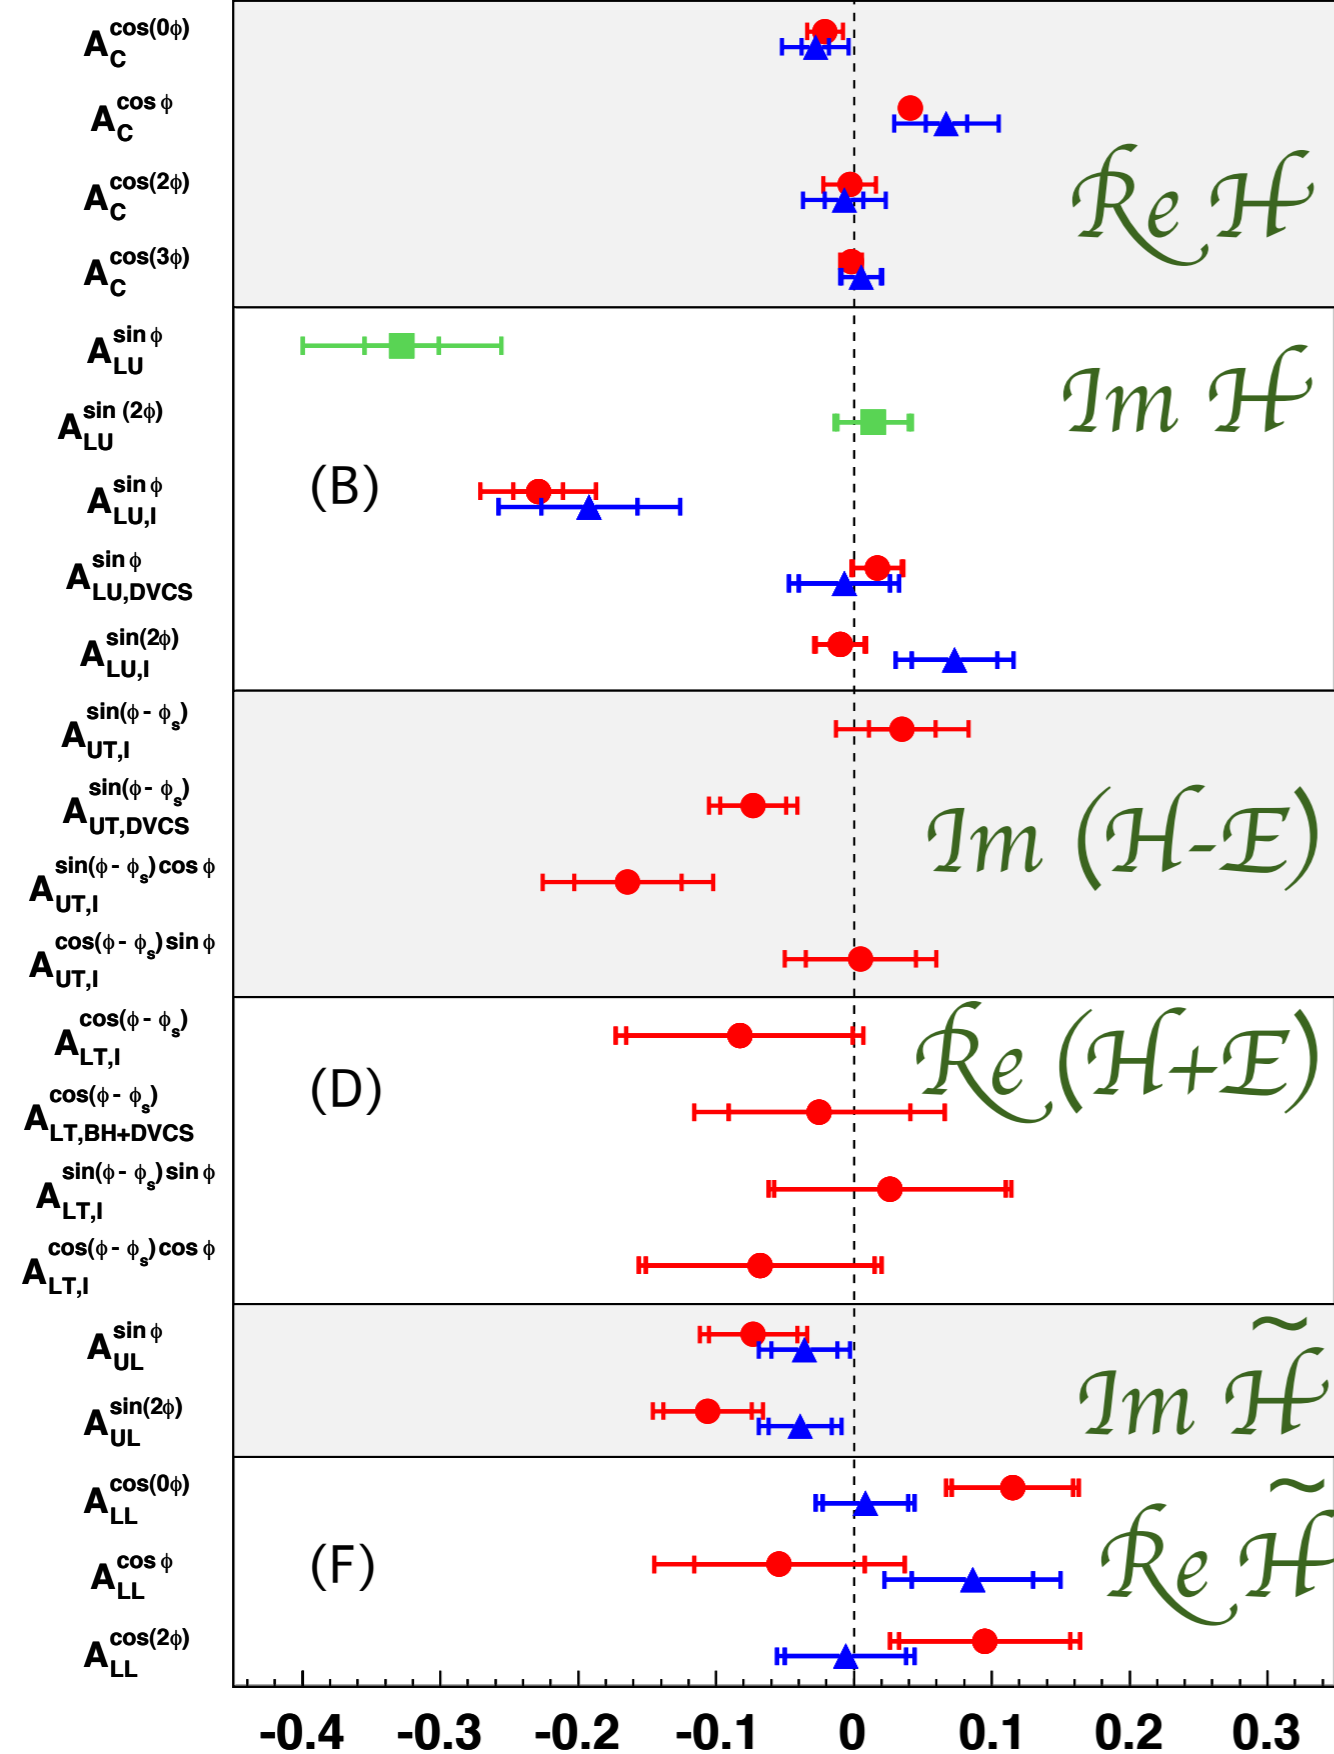 A_C^cos(0ϕ)
A_C^cos ϕ
A_C^cos(2ϕ)
Re H
A_C^cos(3ϕ)
A_LU^sin ϕ
Im H
A_LU^sin (2ϕ)
(B)
A_LU,I^sin ϕ
A_LU,DVCS^sin ϕ
A_LU,I^sin(2ϕ)
A_UT,I^sin(ϕ - ϕ_s)
A_UT,DVCS^sin(ϕ - ϕ_s)
Im (H-E)
A_UT,I^sin(ϕ - ϕ_s) cos ϕ
A_UT,I^cos(ϕ - ϕ_s) sin ϕ
A_LT,I^cos(ϕ - ϕ_s)
Re (H+E)
(D)
A_LT,BH+DVCS^cos(ϕ - ϕ_s)
A_LT,I^sin(ϕ - ϕ_s) sin ϕ
A_LT,I^cos(ϕ - ϕ_s) cos ϕ
A_UL^sin ϕ
Im H̃
A_UL^sin(2ϕ)
A_LL^cos(0ϕ)
(F)
Re H̃
A_LL^cos ϕ
A_LL^cos(2ϕ)
-0.4 -0.3 -0.2 -0.1 0 0.1 0.2 0.3